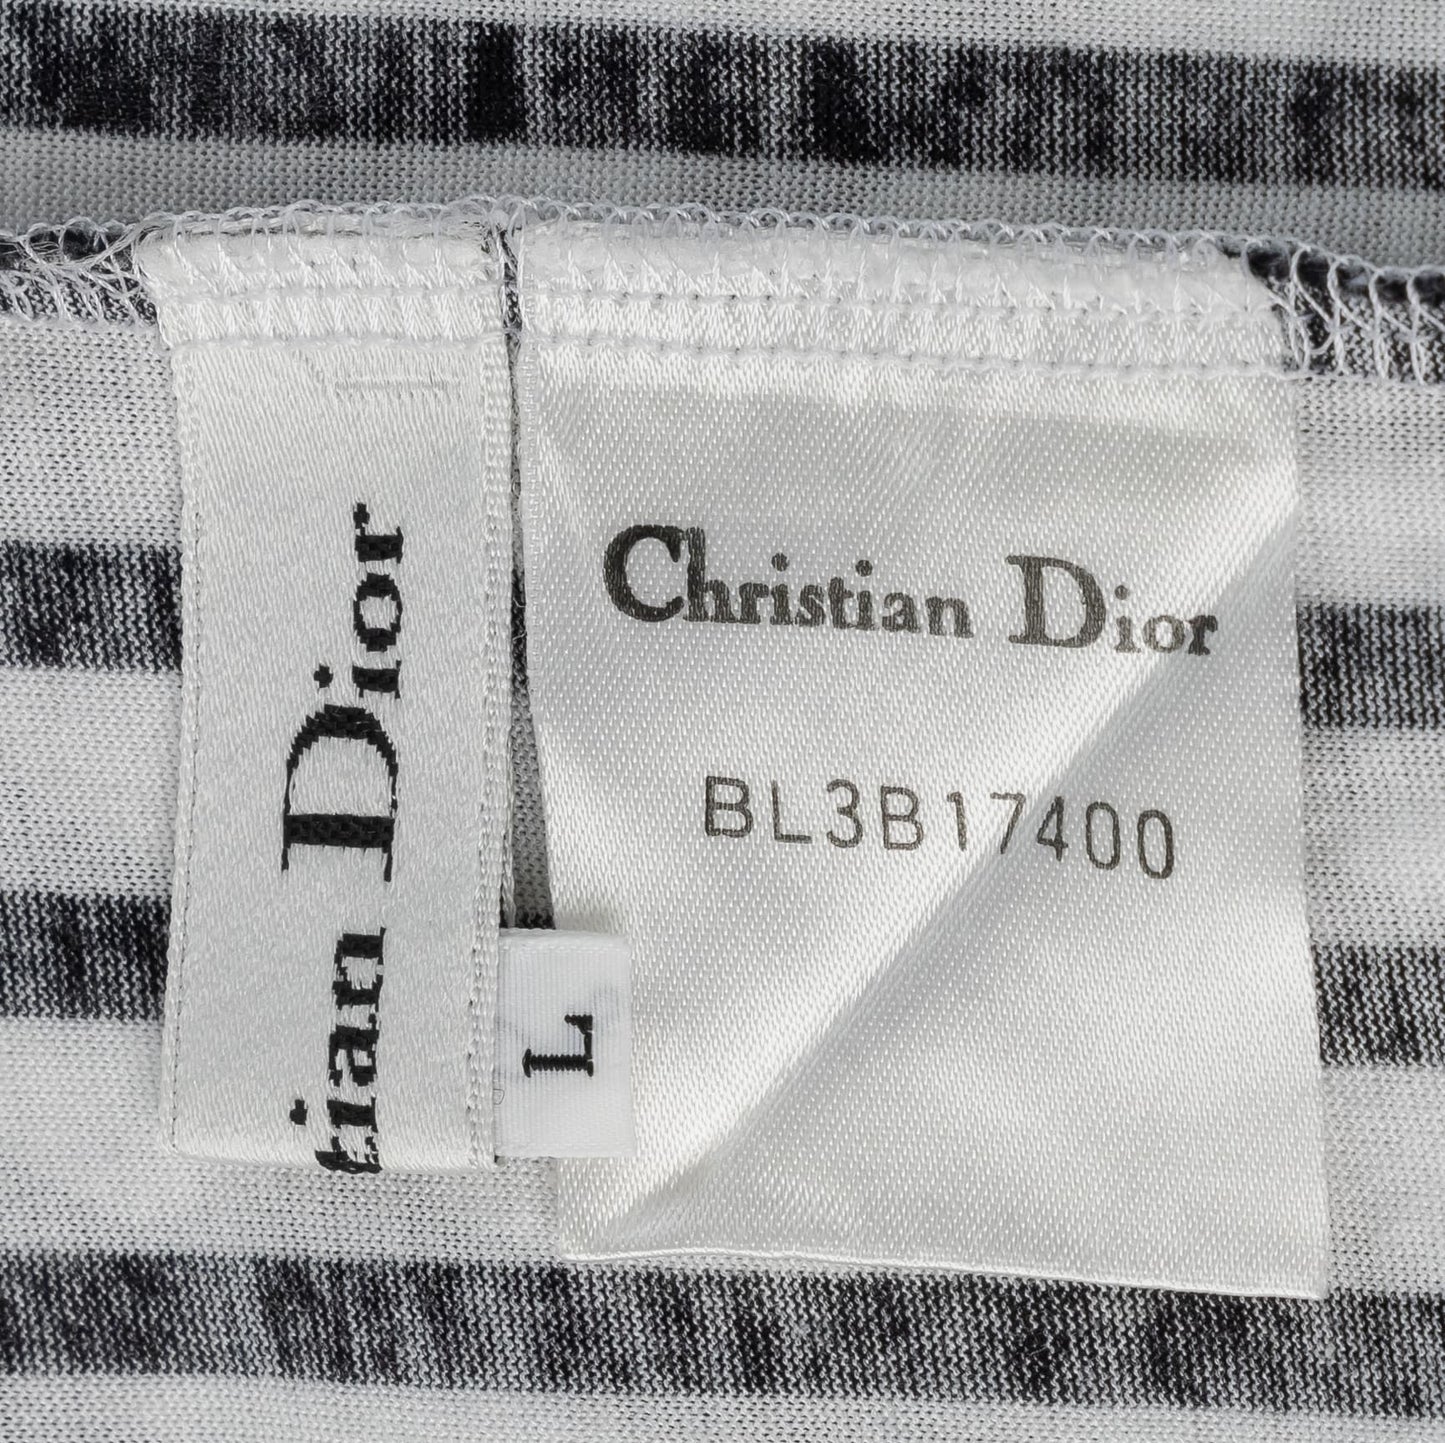 tian Dior
L
Christian Dior
BL3B17400